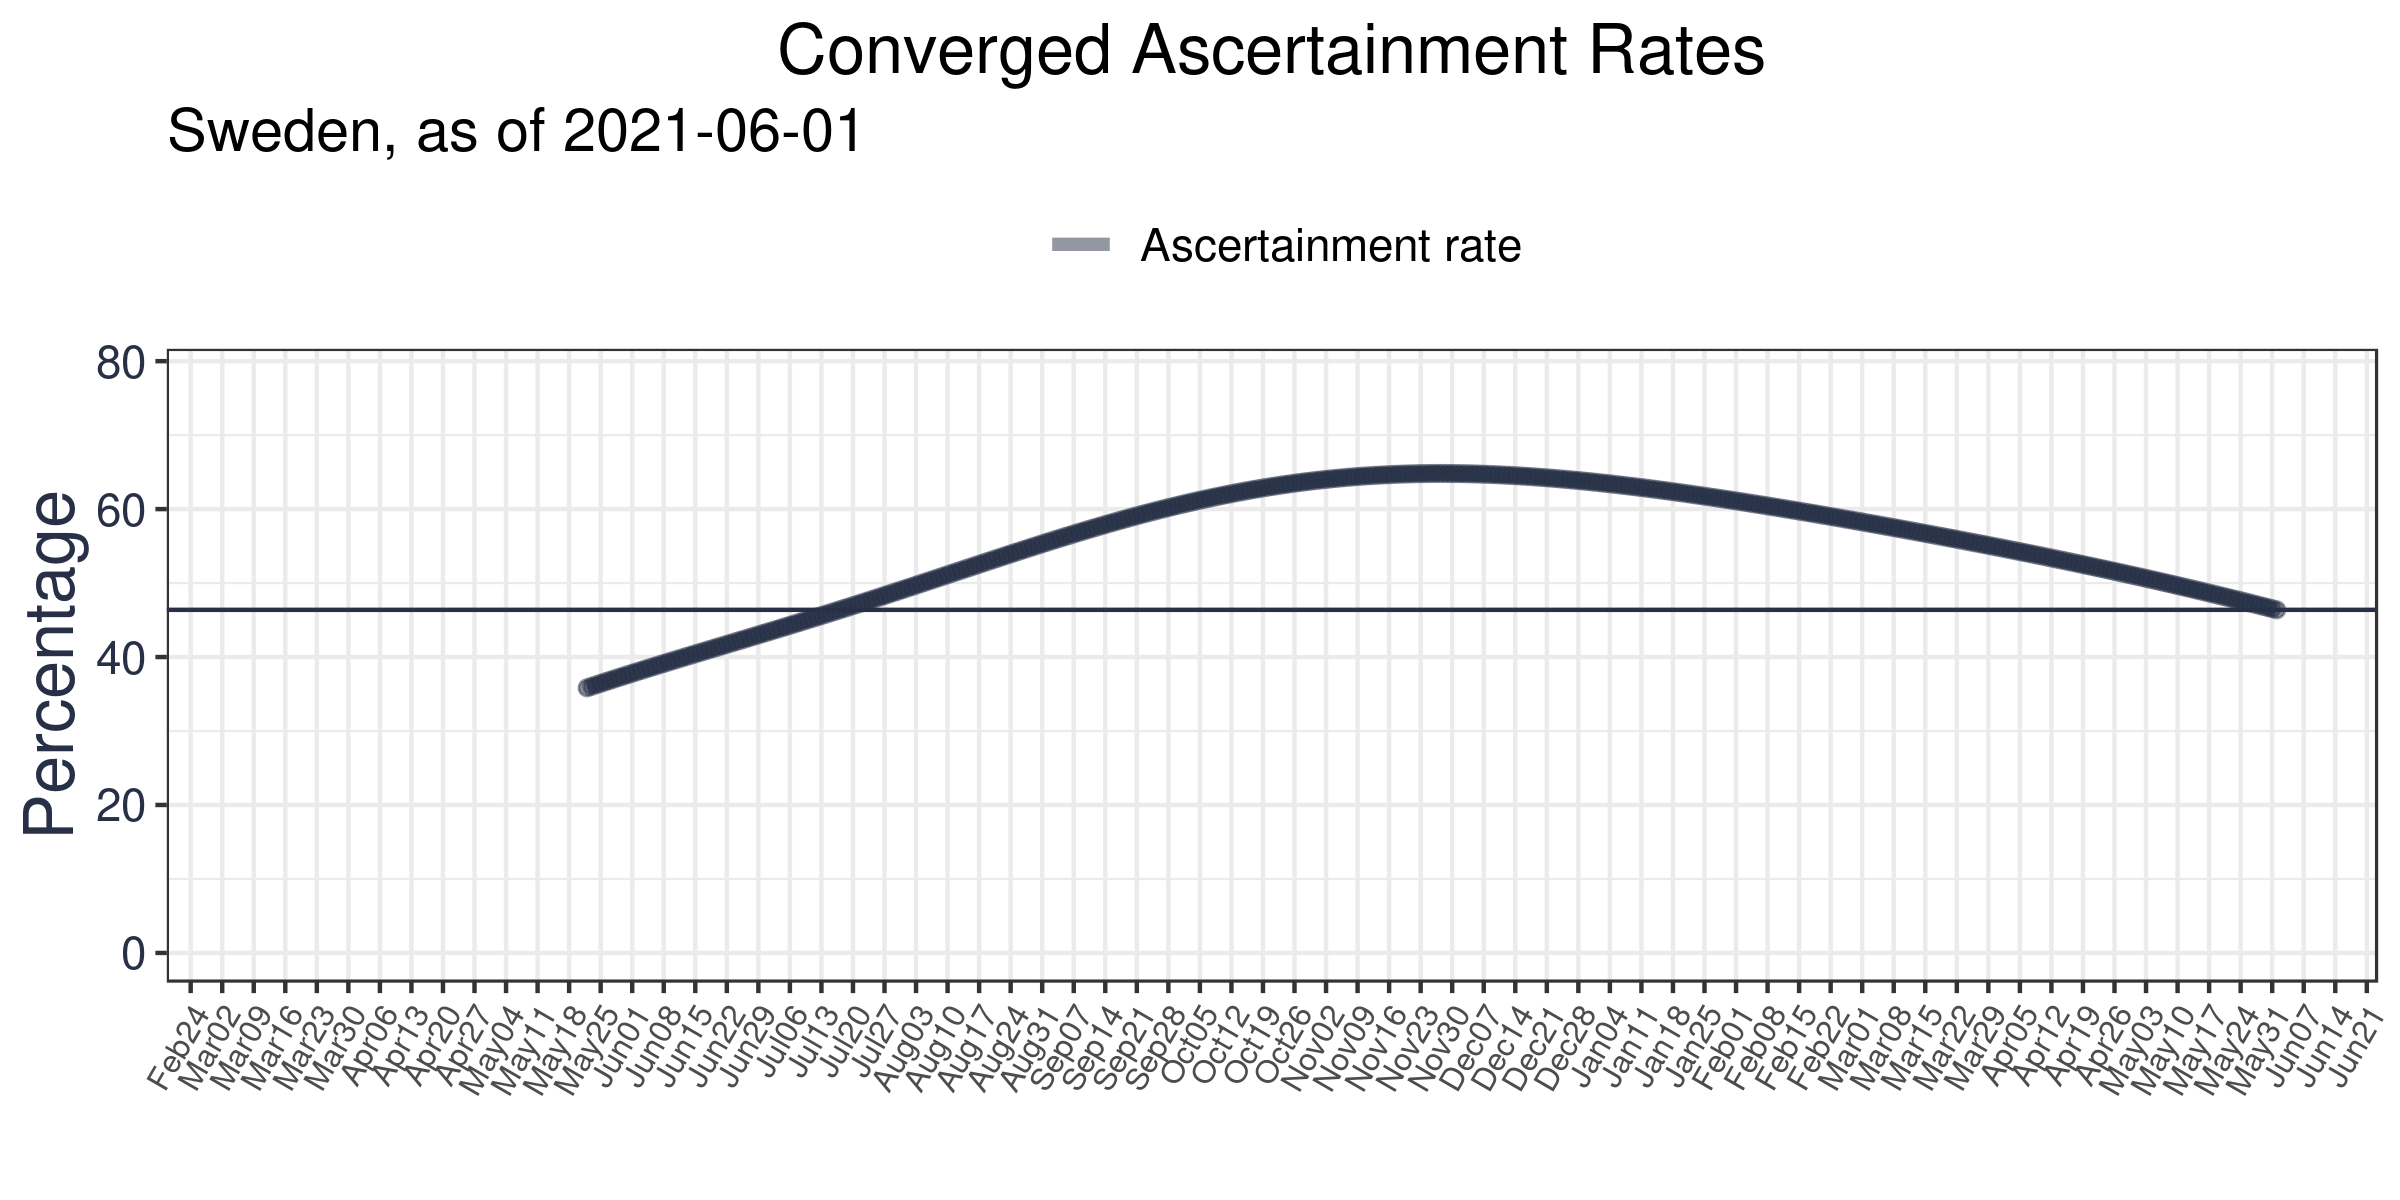 Converged Ascertainment Rates
Sweden, as of 2021-06-01
Ascertainment rate
Percentage
80
60
40
20
0
Feb24
Mar02
Mar09
Mar16
Mar23
Mar30
Apr06
Apr13
Apr20
Apr27
May04
May11
May18
May25
Jun01
Jun08
Jun15
Jun22
Jun29
Jul06
Jul13
Jul20
Jul27
Aug03
Aug10
Aug17
Aug24
Aug31
Sep07
Sep14
Sep21
Sep28
Oct05
Oct12
Oct19
Oct26
Nov02
Nov09
Nov16
Nov23
Nov30
Dec07
Dec14
Dec21
Dec28
Jan04
Jan11
Jan18
Jan25
Feb01
Feb08
Feb15
Feb22
Mar01
Mar08
Mar15
Mar22
Mar29
Apr05
Apr12
Apr19
Apr26
May03
May10
May17
May24
May31
Jun07
Jun14
Jun21